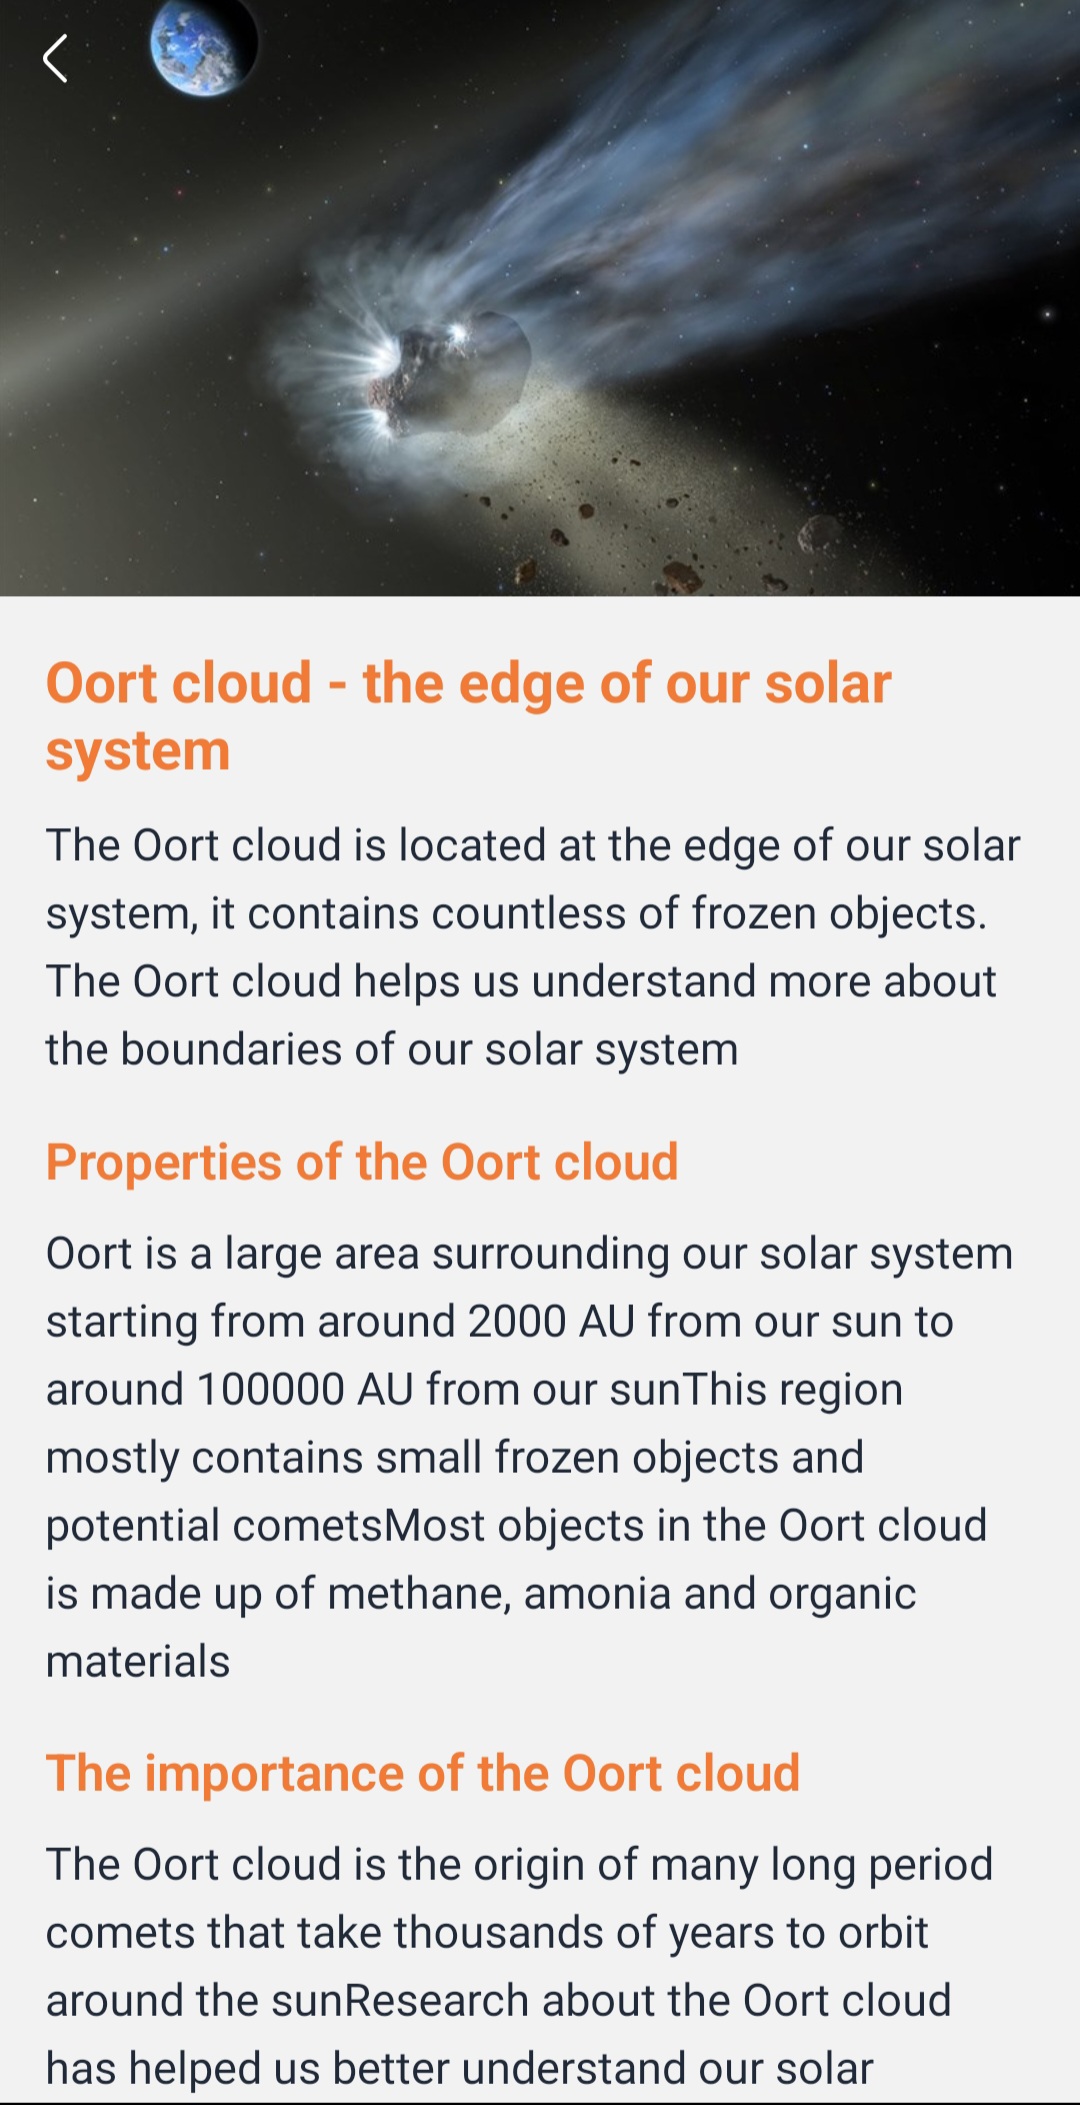 Oort cloud - the edge of our solar
system
The Oort cloud is located at the edge of our solar
system, it contains countless of frozen objects.
The Oort cloud helps us understand more about
the boundaries of our solar system
Properties of the Oort cloud
Oort is a large area surrounding our solar system
starting from around 2000 AU from our sun to
around 100000 AU from our sunThis region
mostly contains small frozen objects and
potential cometsMost objects in the Oort cloud
is made up of methane, amonia and organic
materials
The importance of the Oort cloud
The Oort cloud is the origin of many long period
comets that take thousands of years to orbit
around the sunResearch about the Oort cloud
has helped us better understand our solar